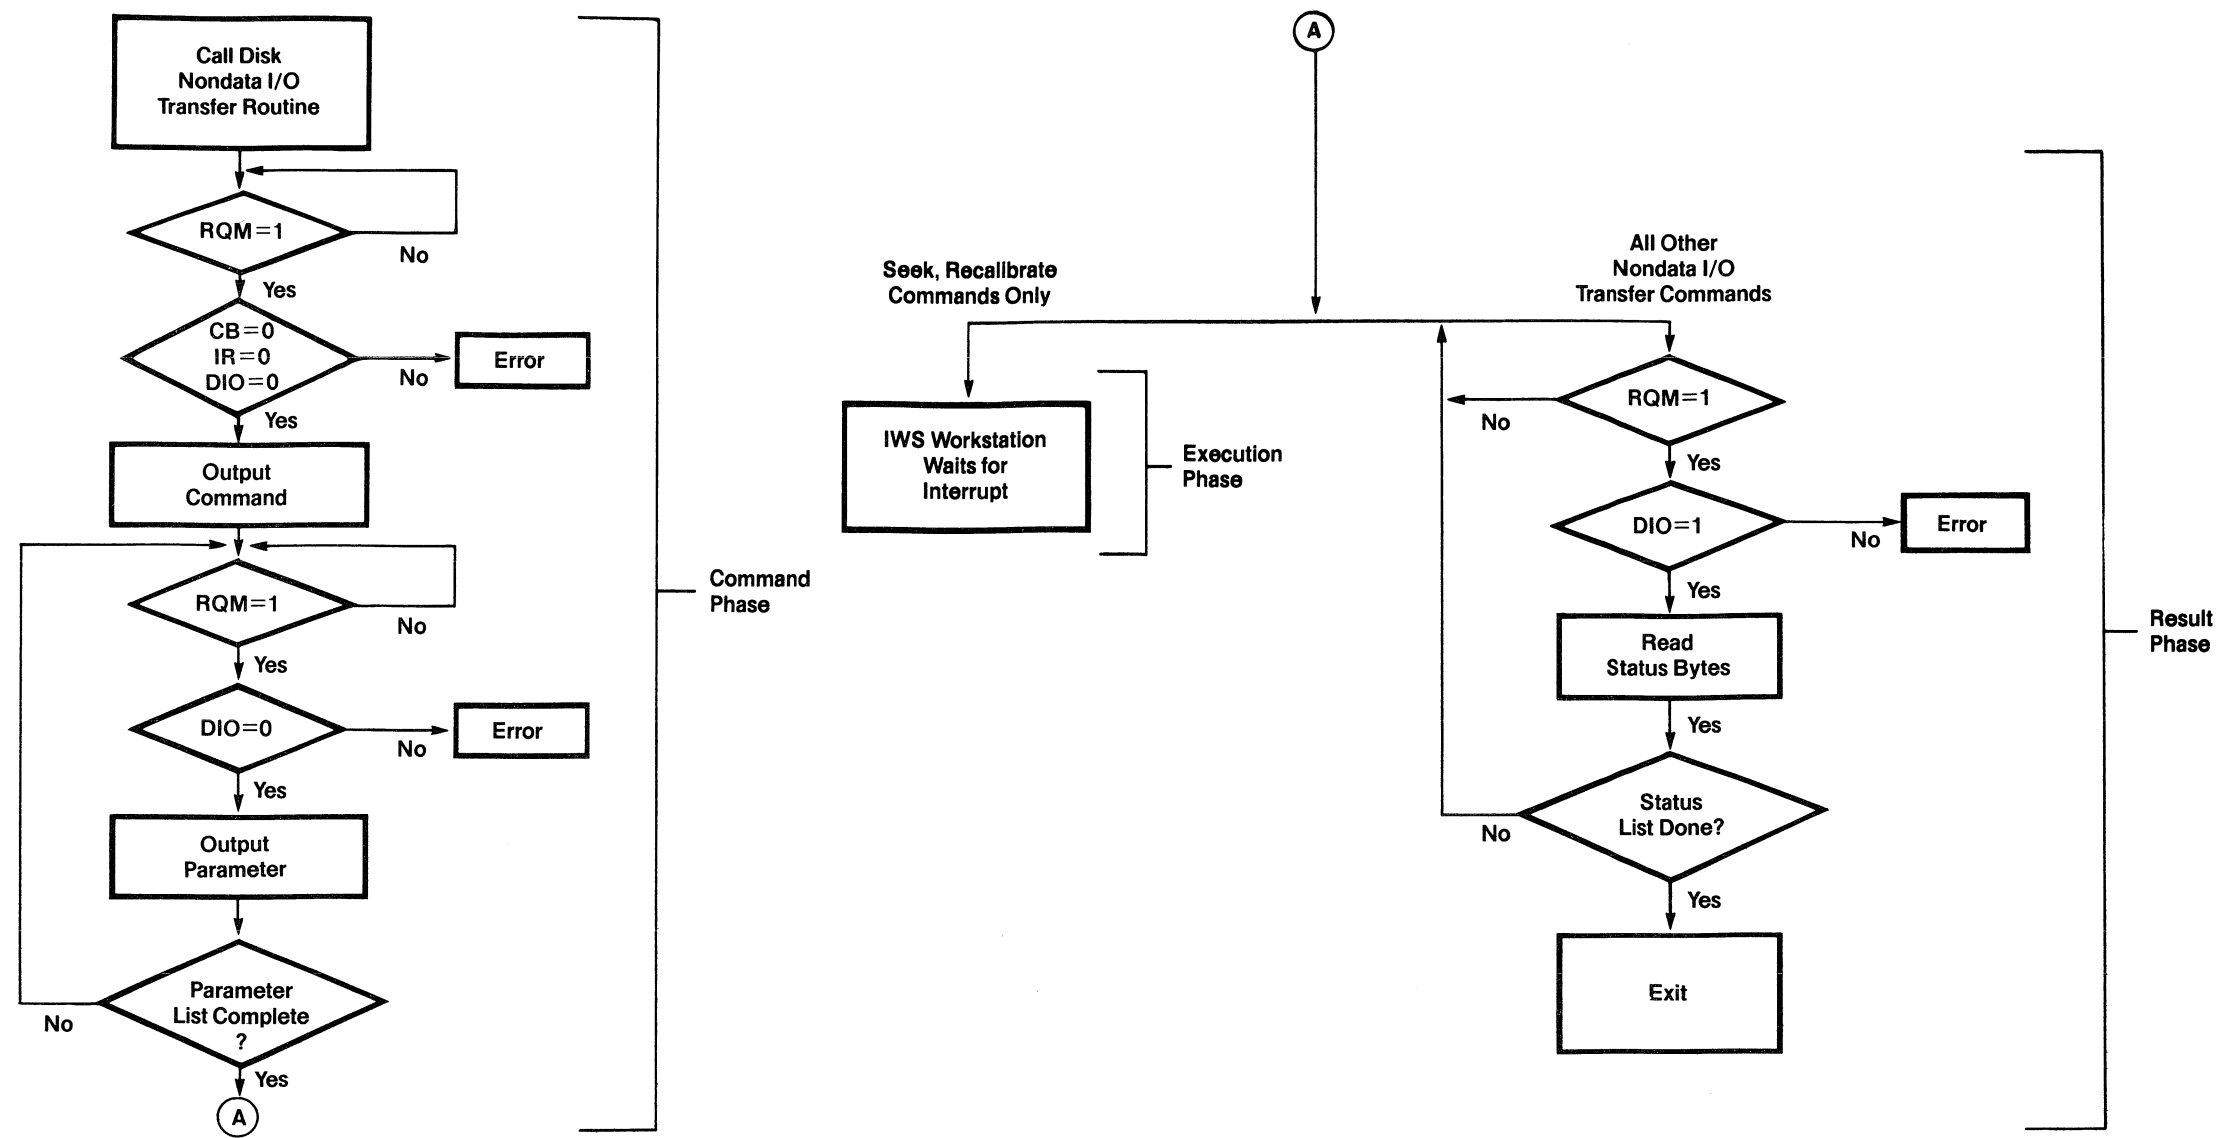 Call Disk
Nondata I/O
Transfer Routine
RQM=1
No
Yes
CB=0
IR=0
DIO=0
No
Error
Yes
Output
Command
RQM=1
No
Yes
DIO=0
No
Error
Yes
Output
Parameter
Parameter
List Complete
?
No
Yes
A
Command
Phase
A
Seek, Recalibrate
Commands Only
All Other
Nondata I/O
Transfer Commands
IWS Workstation
Waits for
Interrupt
Execution
Phase
RQM=1
No
Yes
DIO=1
No
Error
Yes
Read
Status Bytes
Yes
Status
List Done?
No
Yes
Exit
Result
Phase